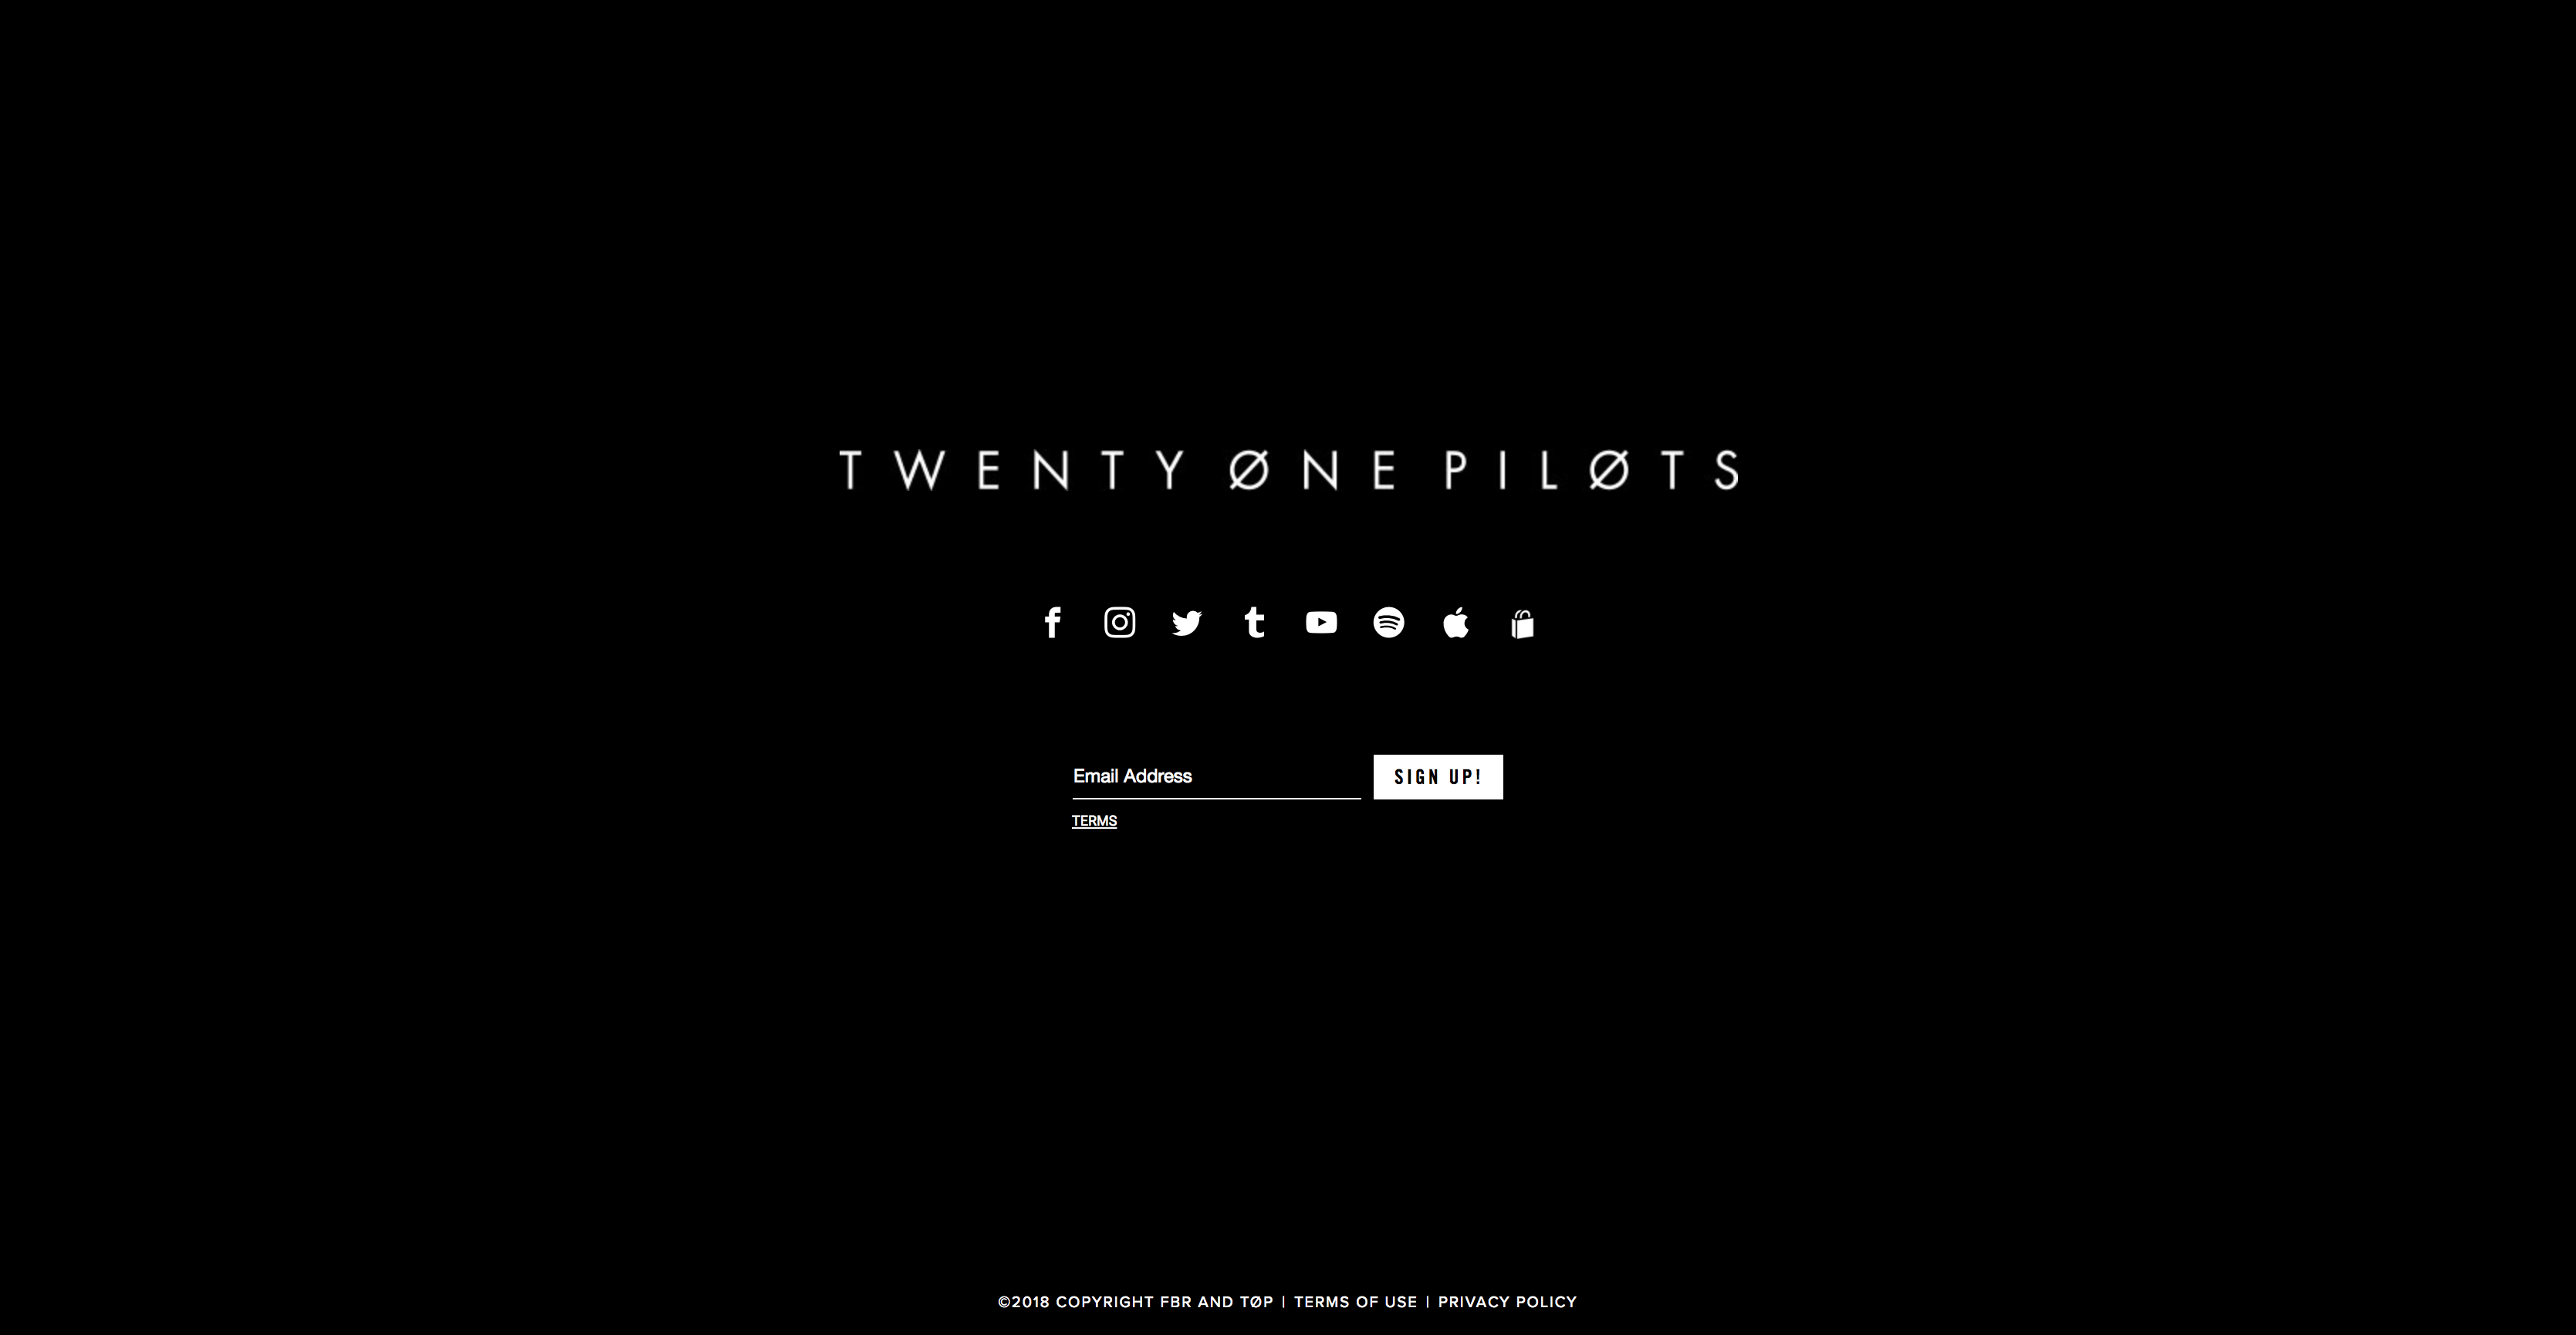 TWENTY ØNE PILØTS
Email Address
SIGN UP!
TERMS
©2018 COPYRIGHT FBR AND TØP | TERMS OF USE | PRIVACY POLICY